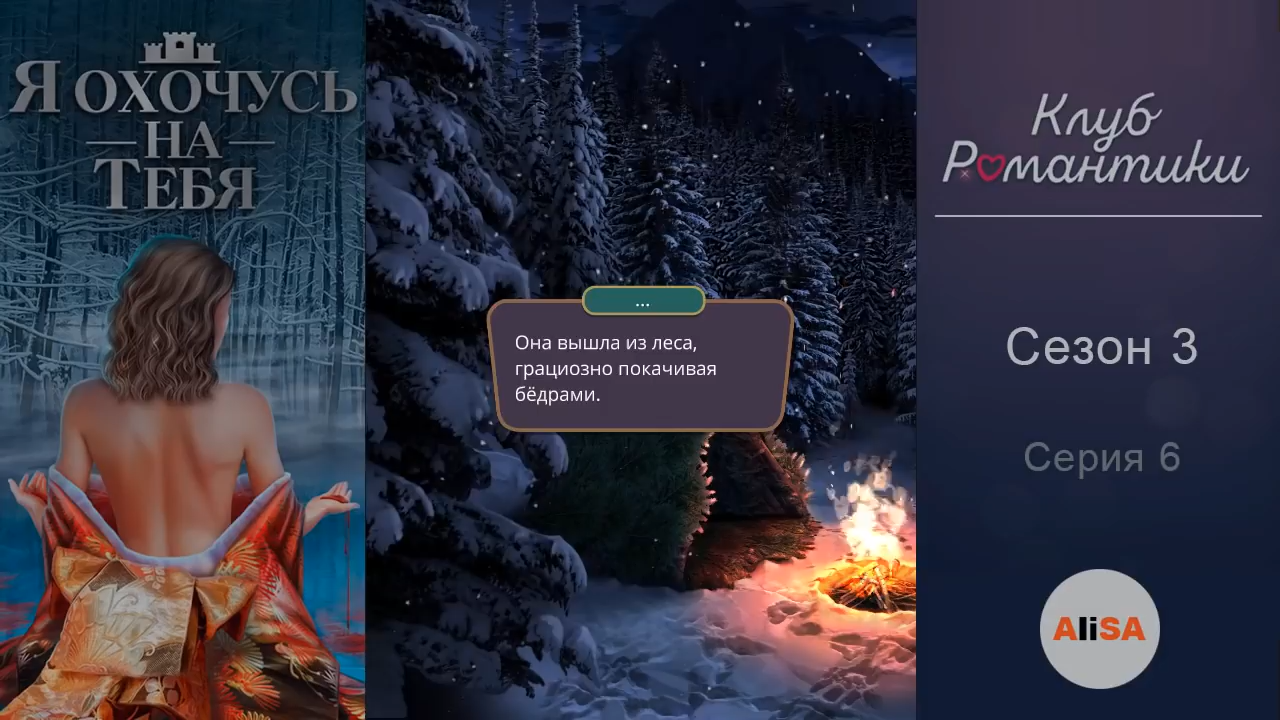 Я ОХОЧУСЬ
НА
ТЕБЯ
...
Она вышла из леса,
грациозно покачивая
бёдрами.
Клуб
Романтики
Сезон 3
Серия 6
AliSA